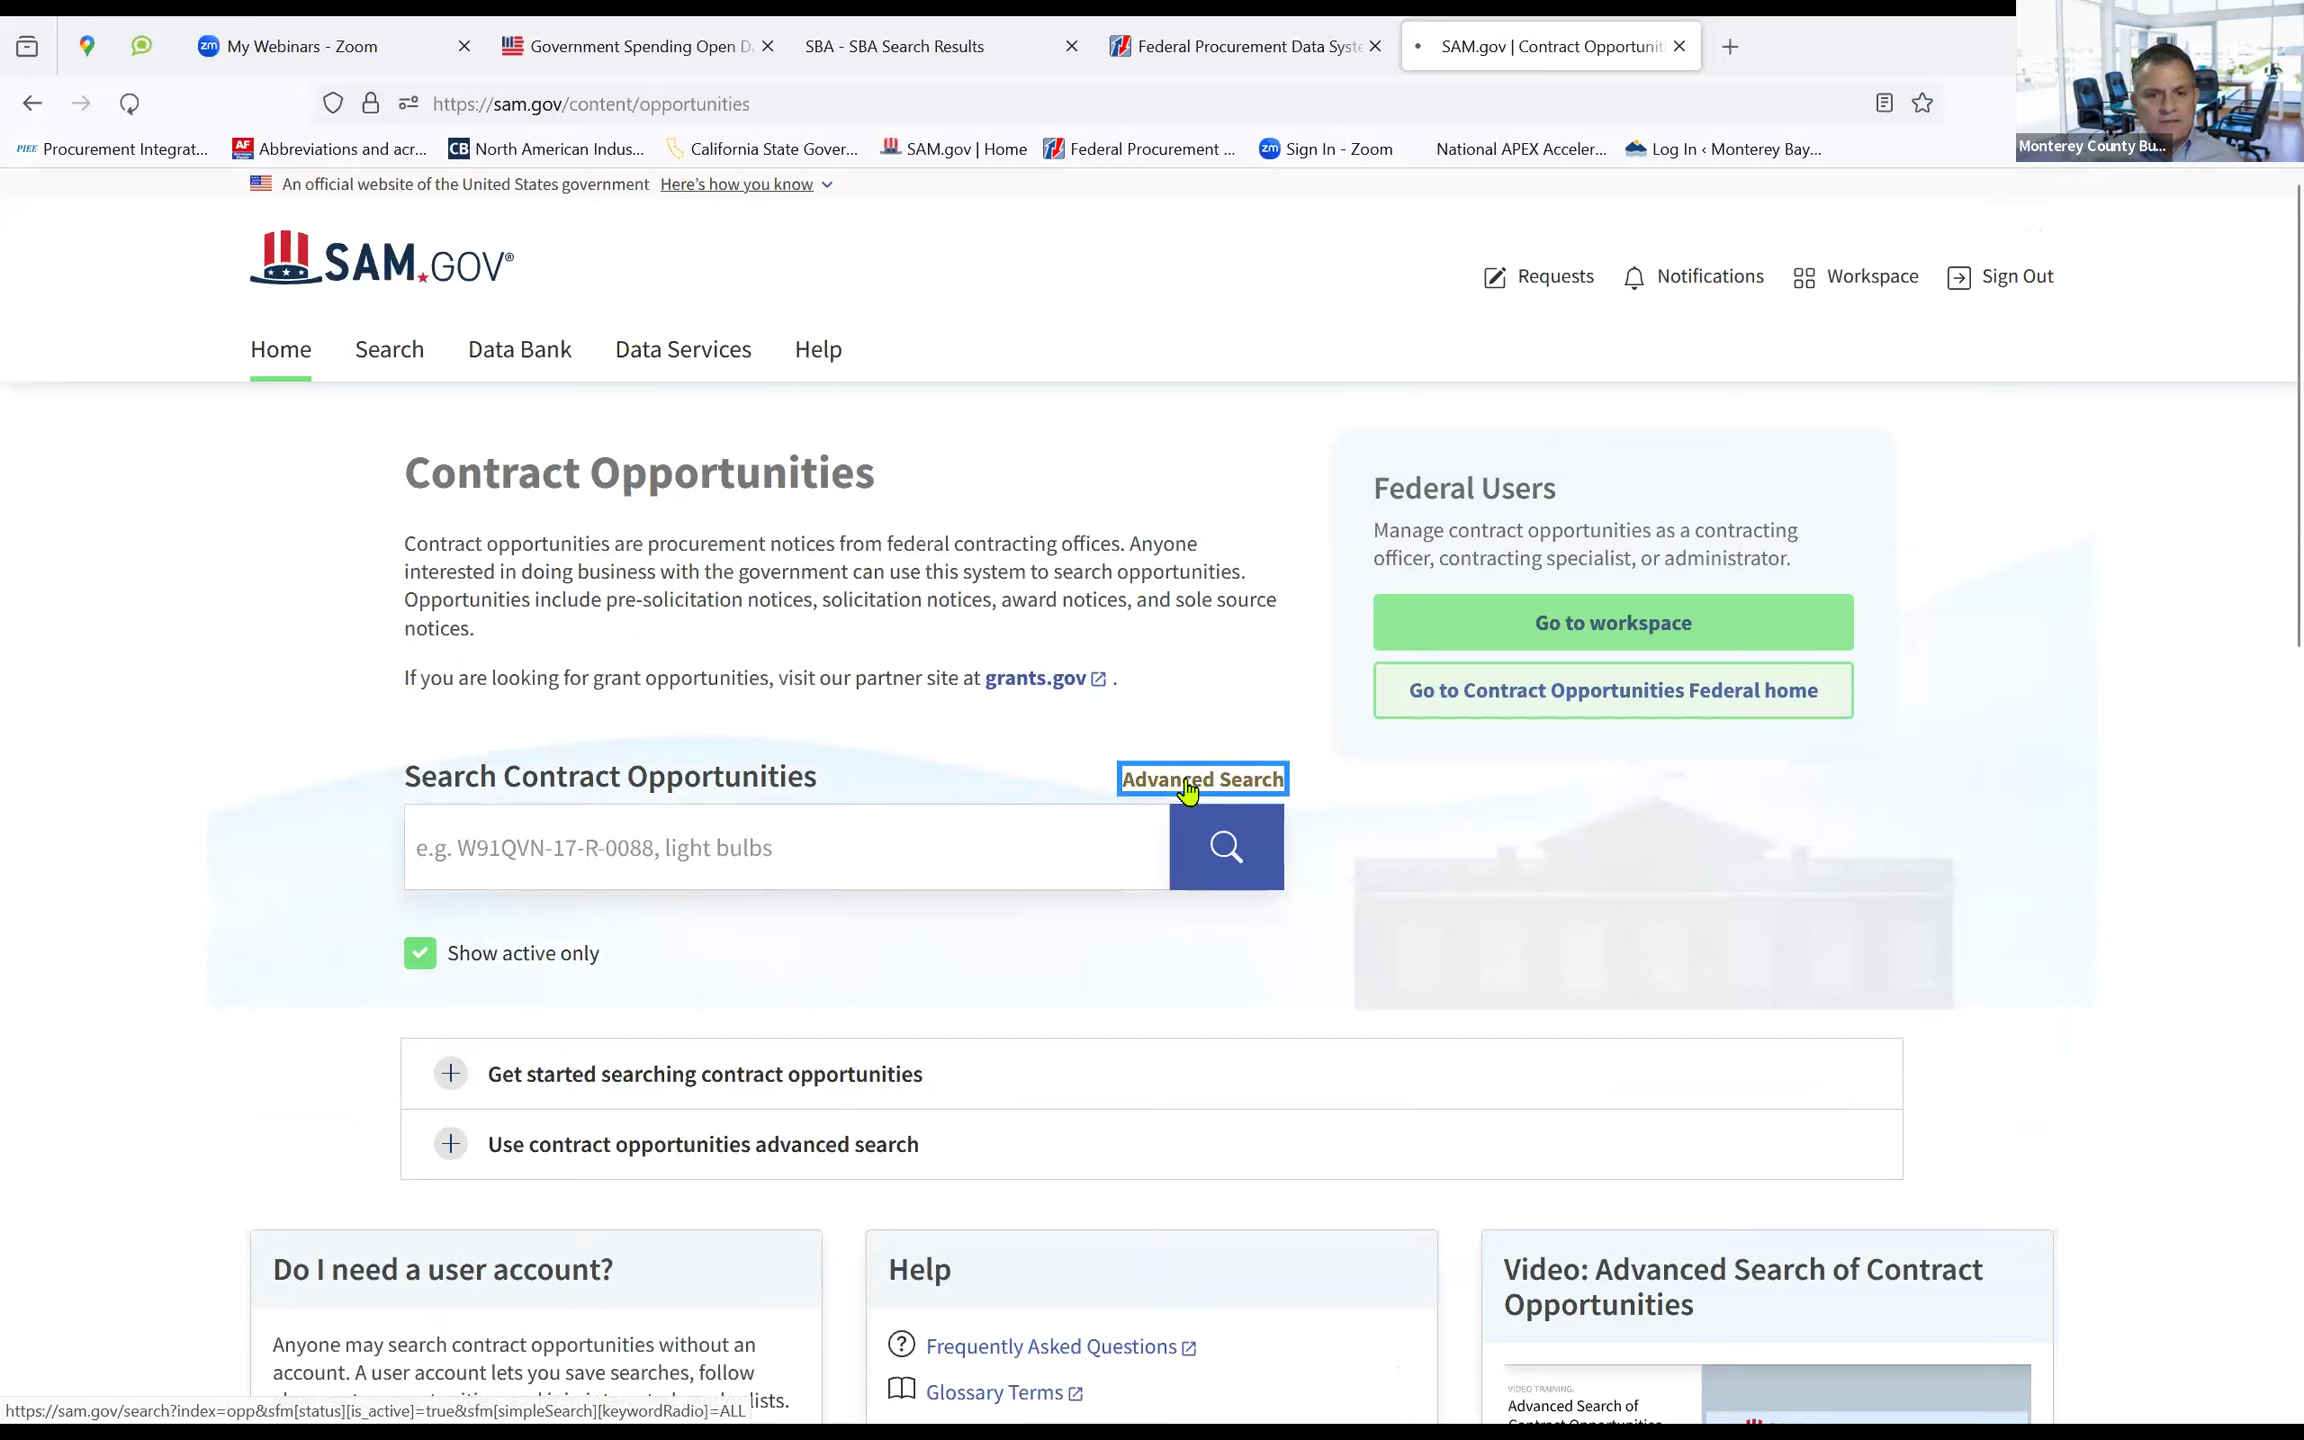 My Webinars - Zoom
Government Spending Open D
SBA - SBA Search Results
Federal Procurement Data Syst
SAM.gov | Contract Opportunit
https://sam.gov/content/opportunities
PIEE Procurement Integrat...
AF Abbreviations and acr...
CB North American Indus...
California State Gover...
SAM.gov | Home
Federal Procurement ...
zm Sign In - Zoom
National APEX Acceler...
Log In ‹ Monterey Bay...
Monterey County Bu...
An official website of the United States government Here's how you know
SAM.GOV®
Requests
Notifications
Workspace
Sign Out
Home
Search
Data Bank
Data Services
Help
Contract Opportunities
Contract opportunities are procurement notices from federal contracting offices. Anyone
interested in doing business with the government can use this system to search opportunities.
Opportunities include pre-solicitation notices, solicitation notices, award notices, and sole source
notices.
If you are looking for grant opportunities, visit our partner site at grants.gov .
Federal Users
Manage contract opportunities as a contracting
officer, contracting specialist, or administrator.
Go to workspace
Go to Contract Opportunities Federal home
Search Contract Opportunities
Advanced Search
e.g. W91QVN-17-R-0088, light bulbs
Show active only
Get started searching contract opportunities
Use contract opportunities advanced search
Do I need a user account?
Anyone may search contract opportunities without an
account. A user account lets you save searches, follow
lists.
Help
Frequently Asked Questions
Glossary Terms
Video: Advanced Search of Contract
Opportunities
VIDEO TRAINING:
Advanced Search of
Contract Opportunities
https://sam.gov/search?index=opp&sfm[status][is_active]=true&sfm[simpleSearch][keywordRadio]=ALL